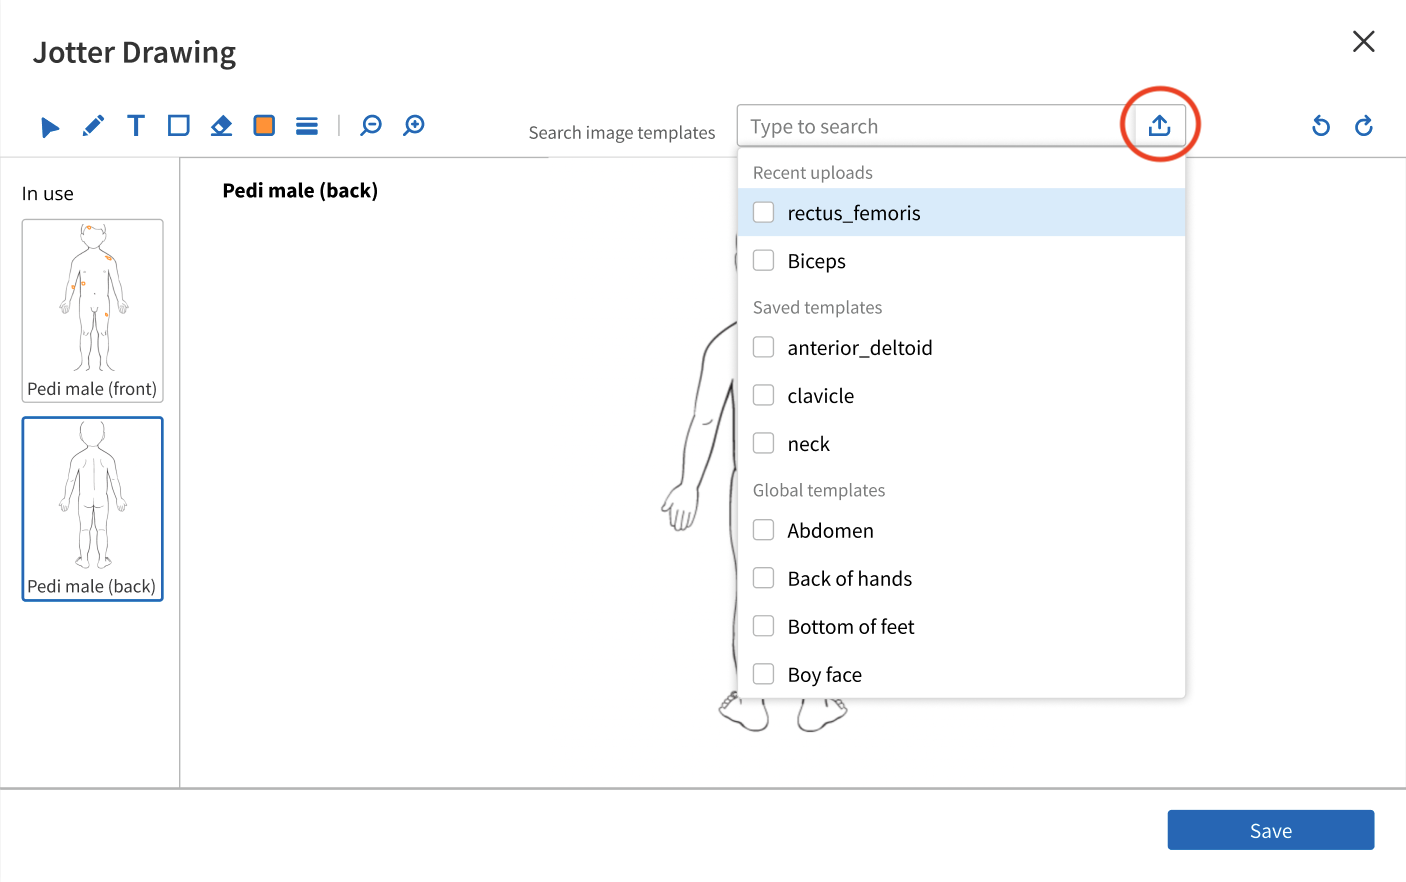 Jotter Drawing
T
Search image templates
Type to search
In use
Pedi male (front)
Pedi male (back)
Pedi male (back)
Recent uploads
rectus_femoris
Biceps
Saved templates
anterior_deltoid
clavicle
neck
Global templates
Abdomen
Back of hands
Bottom of feet
Boy face
Save